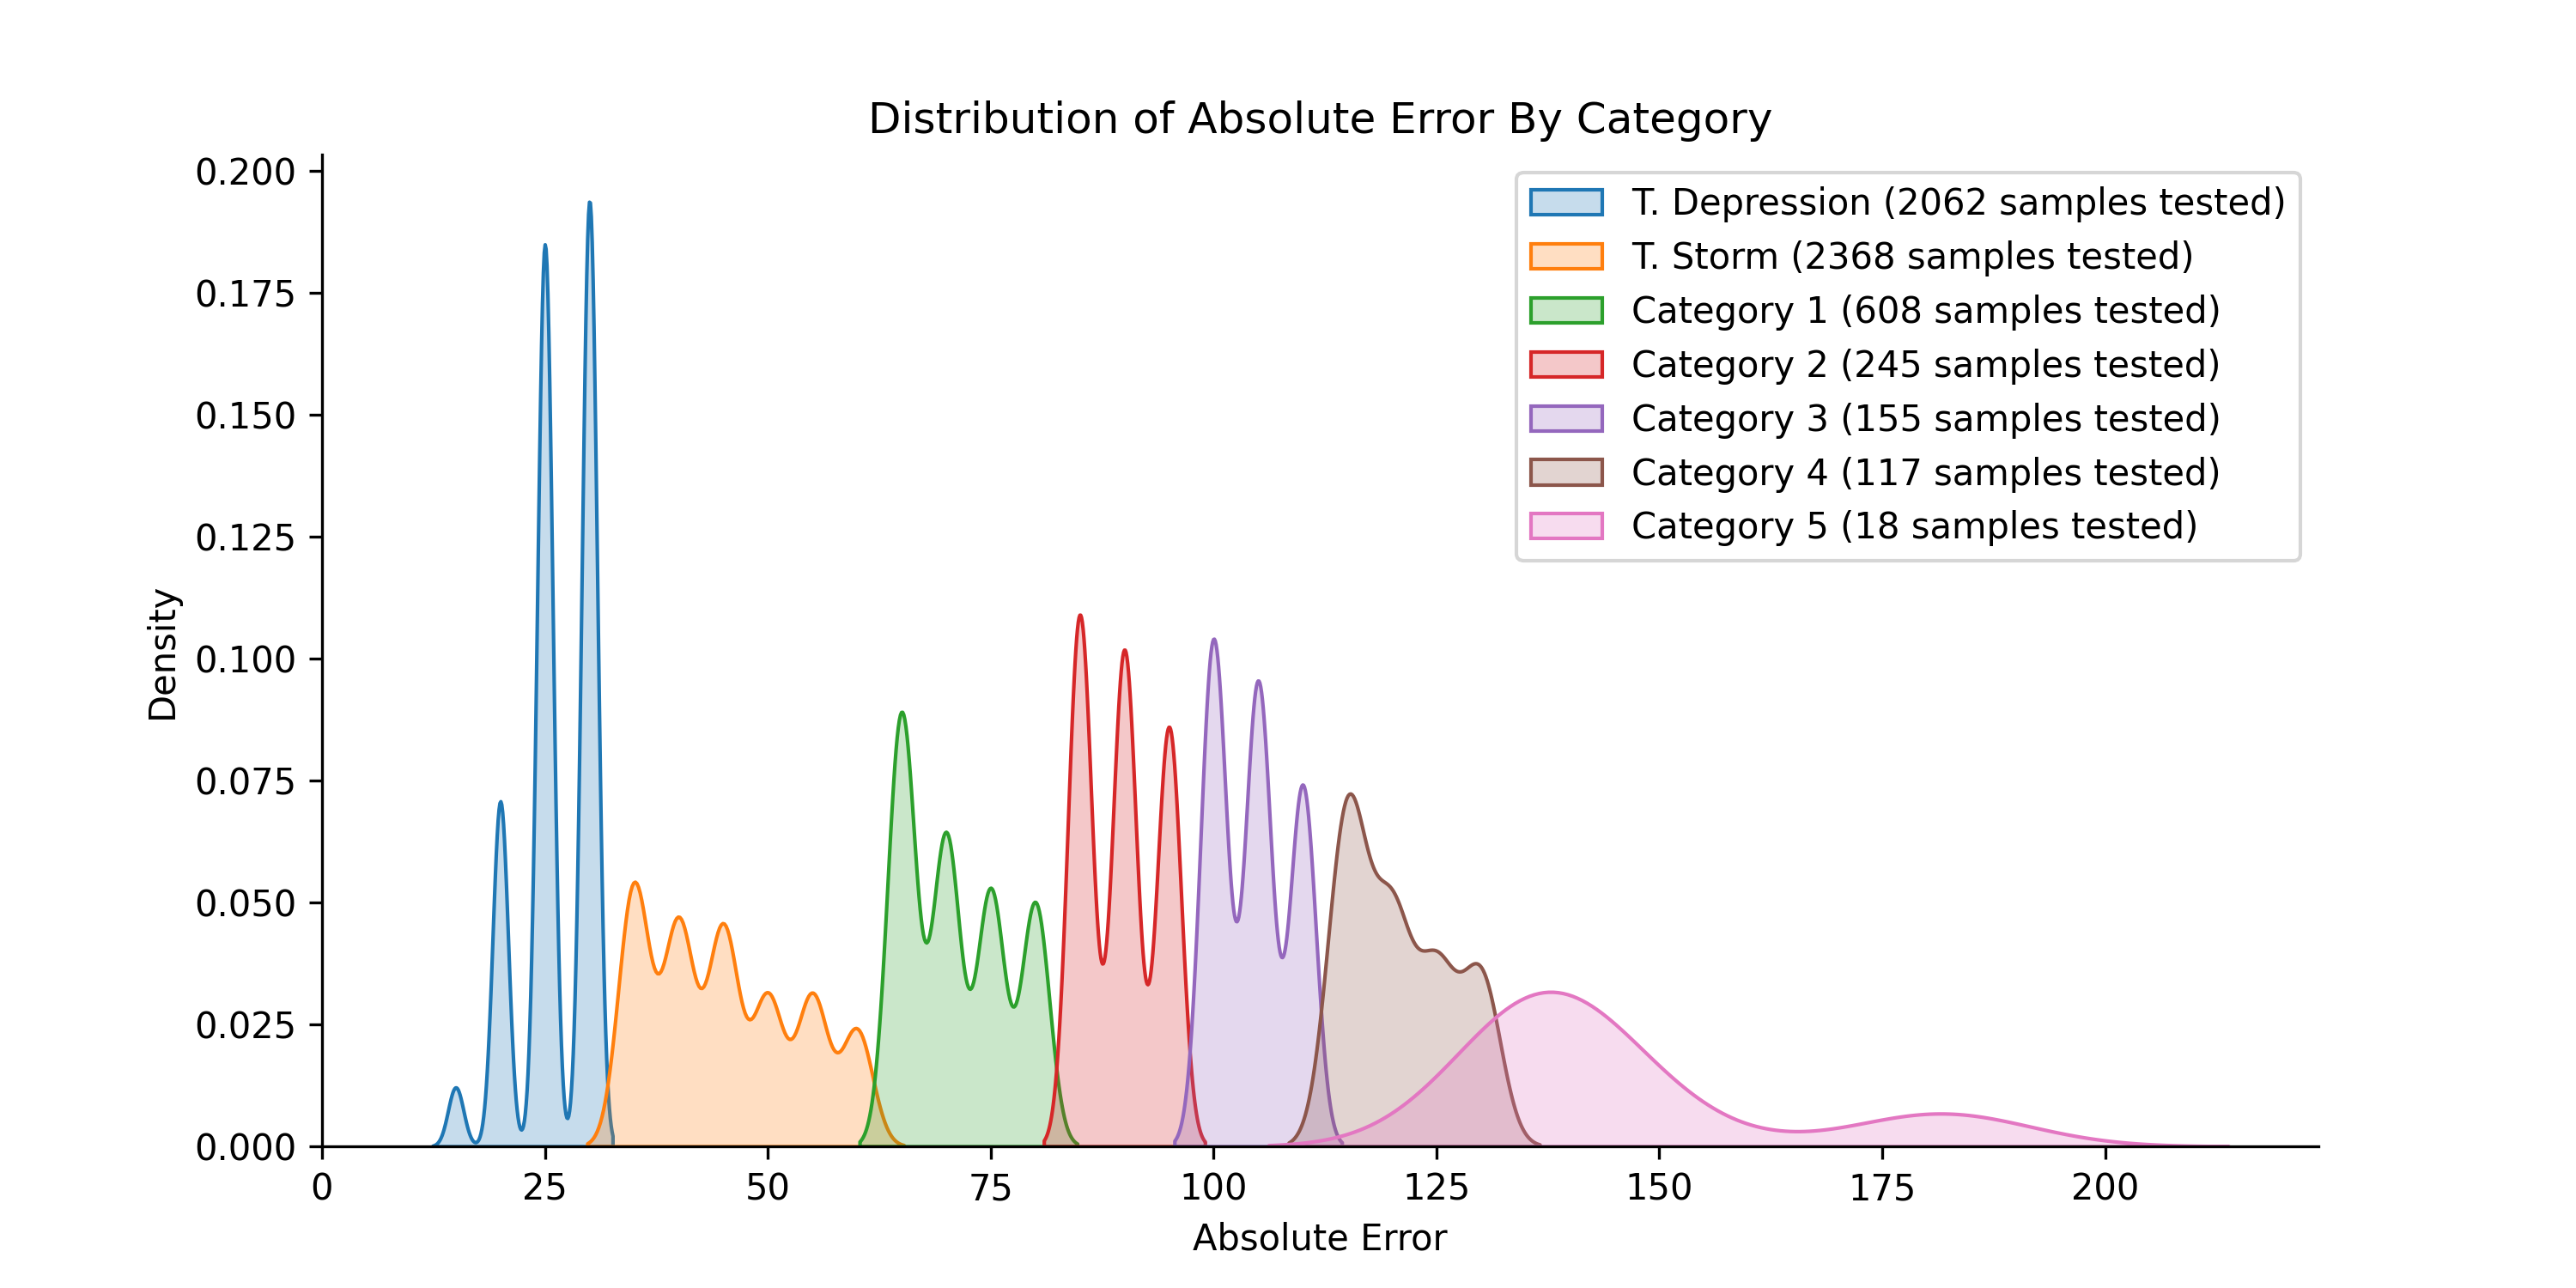 Distribution of Absolute Error By Category
0.200
0.175
0.150
0.125
0.100
0.075
0.050
0.025
0.000
Density
T. Depression (2062 samples tested)
T. Storm (2368 samples tested)
Category 1 (608 samples tested)
Category 2 (245 samples tested)
Category 3 (155 samples tested)
Category 4 (117 samples tested)
Category 5 (18 samples tested)
0 25 50 75 100 125 150 175 200
Absolute Error